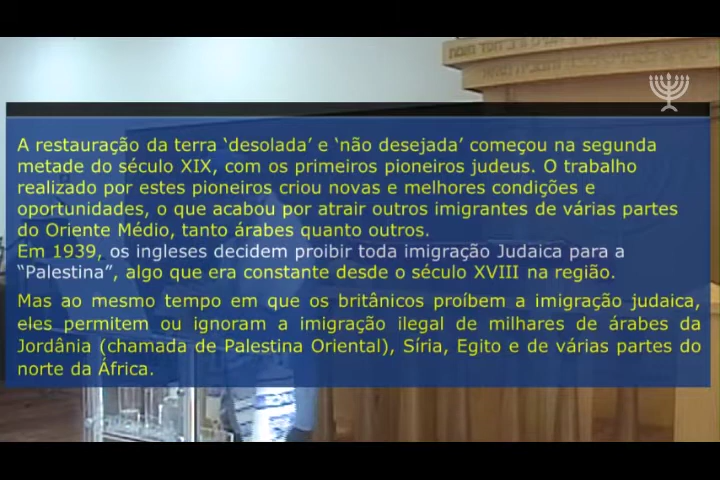 A restauração da terra ‘desolada’ e ‘não desejada’ começou na segunda
metade do século XIX, com os primeiros pioneiros judeus. O trabalho
realizado por estes pioneiros criou novas e melhores condições e
oportunidades, o que acabou por atrair outros imigrantes de várias partes
do Oriente Médio, tanto árabes quanto outros.
Em 1939, os ingleses decidem proibir toda imigração Judaica para a
“Palestina”, algo que era constante desde o século XVIII na região.
Mas ao mesmo tempo em que os britânicos proíbem a imigração judaica,
eles permitem ou ignoram a imigração ilegal de milhares de árabes da
Jordânia (chamada de Palestina Oriental), Síria, Egito e de várias partes do
norte da África.